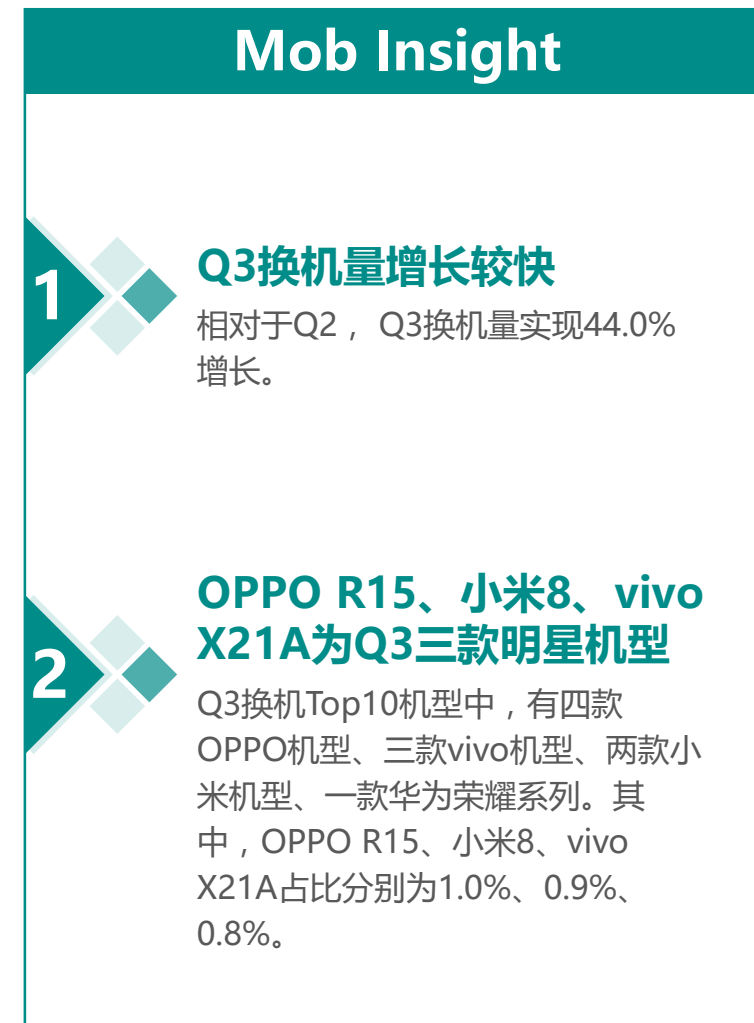 Mob Insight
1
Q3换机量增长较快
相对于Q2， Q3换机量实现44.0%
增长。
2
OPPO R15、小米8、vivo
X21A为Q3三款明星机型
Q3换机Top10机型中，有四款
OPPO机型、三款vivo机型、两款小
米机型、一款华为荣耀系列。其
中，OPPO R15、小米8、vivo
X21A占比分别为1.0%、0.9%、
0.8%。